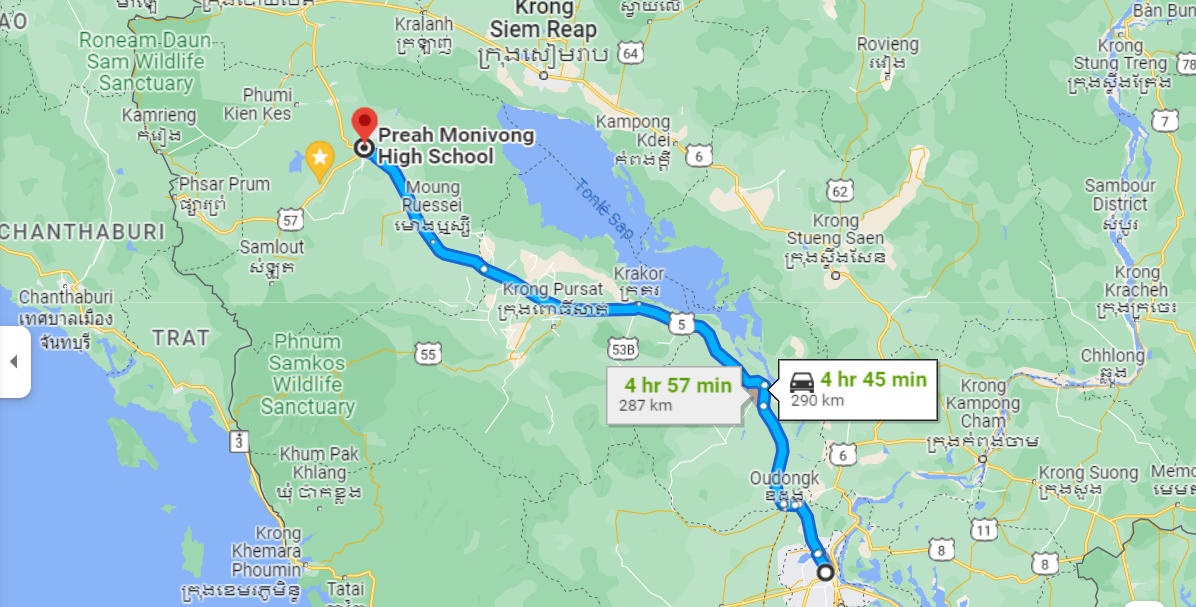 AO
Roneam Daun
Sam Wildlife
Sanctuary
Kralanh
ក្រឡាញ់
Krong
Siem Reap
ក្រុងសៀមរាប
64
Rovieng
រវៀង
Bàn Bun
Krong
Stung Treng
ក្រុងស្ទឹងត្រែង
78
7
Phumi
Kien Kes
Kamrieng
កំរៀង
Preah Monivong
High School
Kampong
Kdei
កំពង់ក្ដី
6
62
Phsar Prum
ផ្សារព្រំ
57
Moung
Ruessei
មោងឫស្សី
Tonlé Sap
Sambour
District
សំបូរ
CHANTHABURI
Samlout
សំឡូត
Krong
Stueng Saen
ក្រុងស្ទឹងសែន
Krong Pursat
ក្រុងពោធិ៍សាត់
Krakor
ក្រគរ
5
Krong
Kracheh
ក្រុងក្រចេះ
Chanthaburi
เทศบาลเมือง
จันทบุรี
TRAT
Phnum
Samkos
Wildlife
Sanctuary
55
53B
4 hr 57 min
287 km
4 hr 45 min
290 km
Chhlong
ឆ្លូង
3
Krong
Kampong
Cham
ក្រុងកំពង់ចាម
6
Khum Pak
Khlang
ឃុំ បាក់ខ្លង
Oudongk
ឧដុង្គ
Krong Suong
ក្រុងសួង
Memo
មេម
11
8
8
Krong
Khemara
Phoumin
ក្រុងខេមរភូមិន្ទ
Tatai